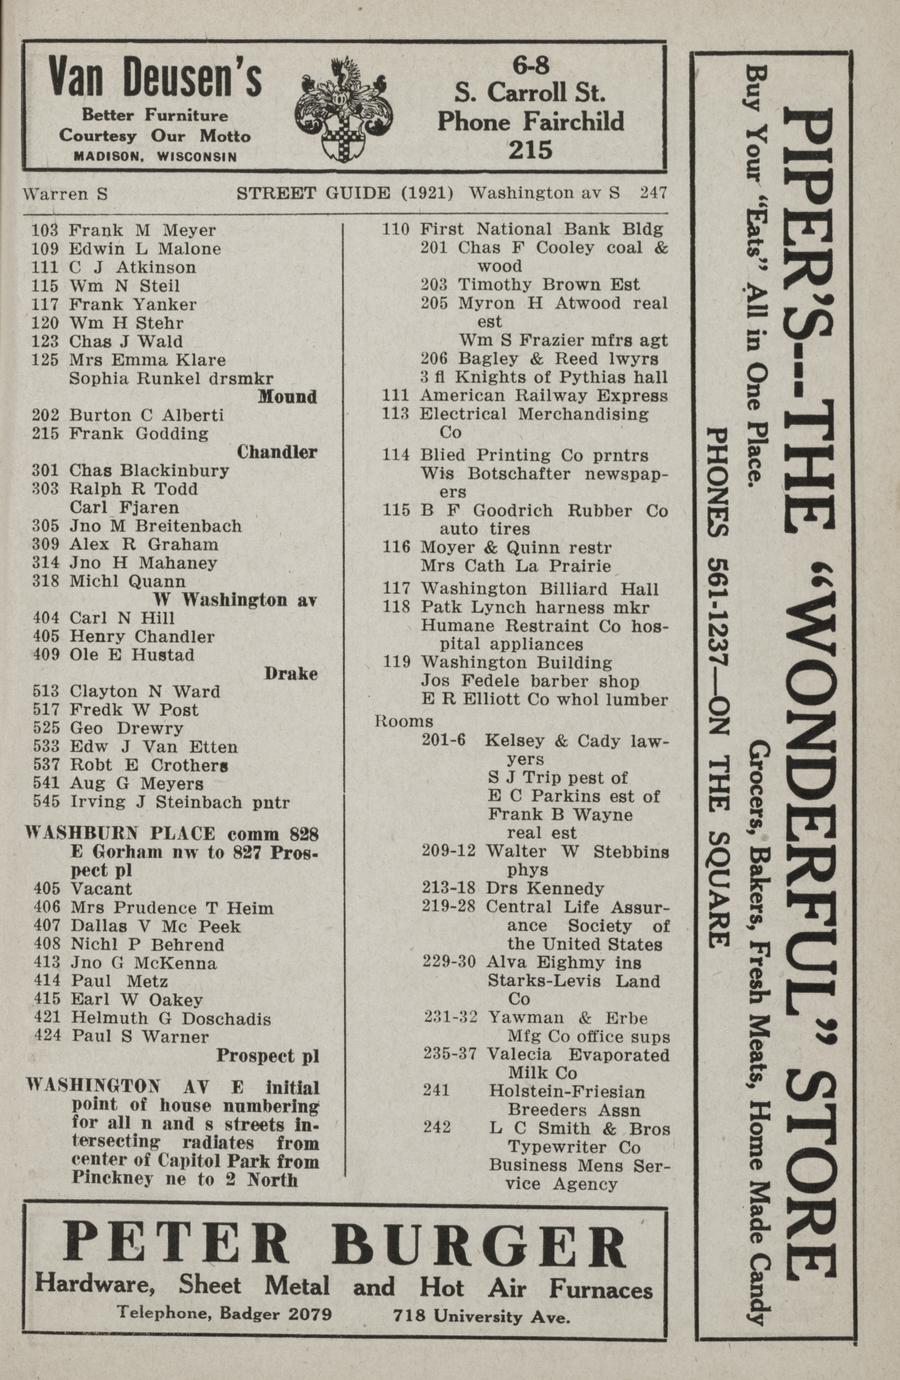 Van Deusen's
Better Furniture
Courtesy Our Motto
MADISON, WISCONSIN
6-8
S. Carroll St.
Phone Fairchild
215
Warren S STREET GUIDE (1921) Washington av S 247
103 Frank M Meyer
109 Edwin L Malone
111 C J Atkinson
115 Wm N Steil
117 Frank Yanker
120 Wm H Stehr
123 Chas J Wald
125 Mrs Emma Klare
Sophia Runkel drsmkr
Mound
202 Burton C Alberti
215 Frank Godding
Chandler
301 Chas Blackinbury
303 Ralph R Todd
Carl Fjaren
305 Jno M Breitenbach
309 Alex R Graham
314 Jno H Mahaney
318 Michl Quann
W Washington av
404 Carl N Hill
405 Henry Chandler
409 Ole E Hustad
Drake
513 Clayton N Ward
517 Fredk W Post
525 Geo Drewry
533 Edw J Van Etten
537 Robt E Crothers
541 Aug G Meyers
545 Irving J Steinbach pntr
WASHBURN PLACE comm 828
E Gorham nw to 827 Pros-
pect pl
405 Vacant
406 Mrs Prudence T Heim
407 Dallas V Mc Peek
408 Nichl P Behrend
413 Jno G McKenna
414 Paul Metz
415 Earl W Oakey
421 Helmuth G Doschadis
424 Paul S Warner
Prospect pl
WASHINGTON AV E initial
point of house numbering
for all n and s streets in-
tersecting radiates from
center of Capitol Park from
Pinckney ne to 2 North
110 First National Bank Bldg
201 Chas F Cooley coal &
wood
203 Timothy Brown Est
205 Myron H Atwood real
est
Wm S Frazier mfrs agt
206 Bagley & Reed lwyrs
3 fl Knights of Pythias hall
111 American Railway Express
113 Electrical Merchandising
Co
114 Blied Printing Co prntrs
Wis Botschafter newspap-
ers
115 B F Goodrich Rubber Co
auto tires
116 Moyer & Quinn restr
Mrs Cath La Prairie
117 Washington Billiard Hall
118 Patk Lynch harness mkr
Humane Restraint Co hos-
pital appliances
119 Washington Building
Jos Fedele barber shop
E R Elliott Co whol lumber
Rooms
201-6 Kelsey & Cady law-
yers
S J Trip pest of
E C Parkins est of
Frank B Wayne
real est
209-12 Walter W Stebbins
phys
213-18 Drs Kennedy
219-28 Central Life Assur-
ance Society of
the United States
229-30 Alva Eighmy ins
Starks-Levis Land
Co
231-32 Yawman & Erbe
Mfg Co office sups
235-37 Valecia Evaporated
Milk Co
241 Holstein-Friesian
Breeders Assn
242 L C Smith & Bros
Typewriter Co
Business Mens Ser-
vice Agency
PETER BURGER
Hardware, Sheet Metal and Hot Air Furnaces
Telephone, Badger 2079 718 University Ave.
PIPER'S---THE "WONDERFUL" STORE
Buy Your "Eats" All in One Place. Grocers, Bakers, Fresh Meats, Home Made Candy
PHONES 561-1237—ON THE SQUARE